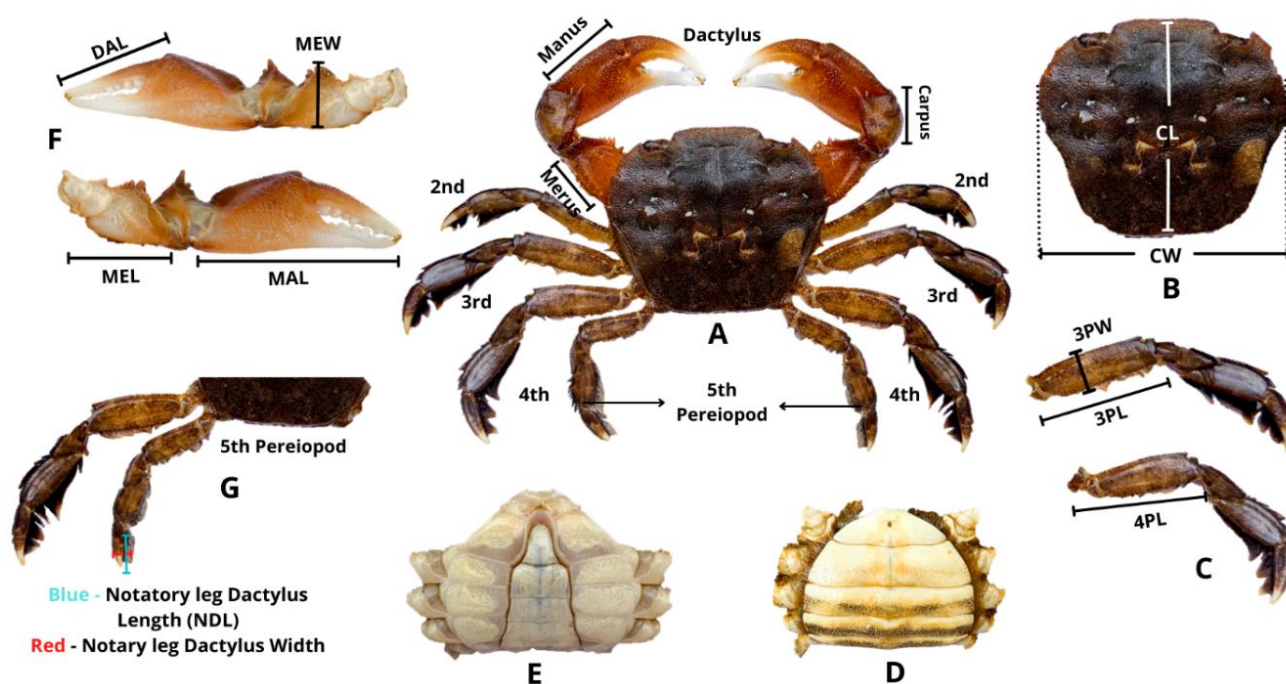 DAL
MEW
F
MEL
MAL
Manus
Dactylus
Carpus
Merus
2nd
2nd
3rd
3rd
4th
4th
A
5th
Pereiopod
CL
CW
B
3PW
3PL
4PL
C
5th Pereiopod
G
Blue - Notatory leg Dactylus
Length (NDL)
Red - Notary leg Dactylus Width
E
D